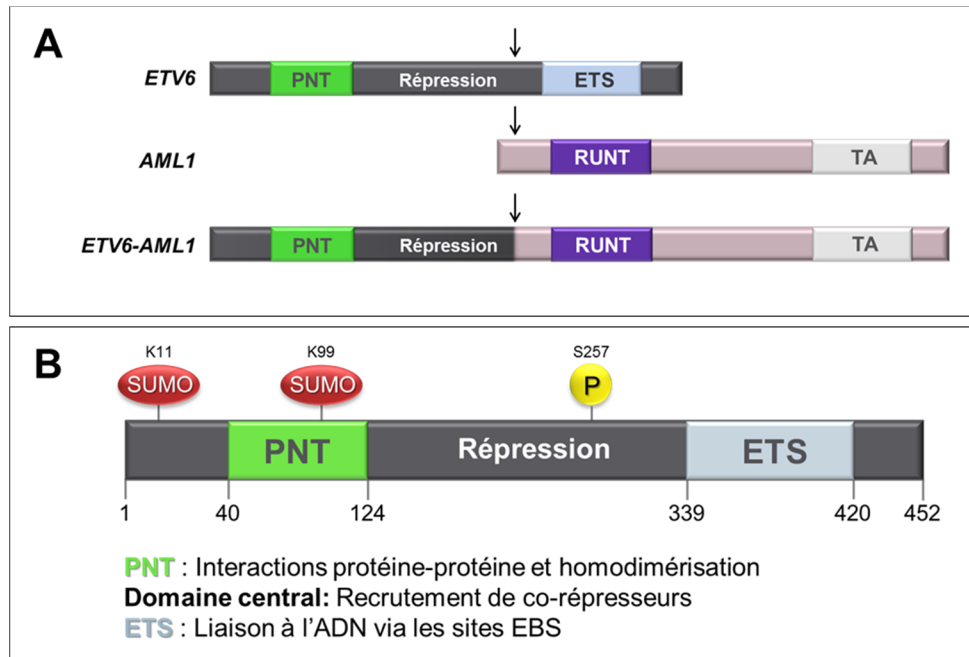 A
ETV6 PNT Répression ETS
AML1 RUNT TA
ETV6-AML1 PNT Répression RUNT TA
B
K11 K99 S257
SUMO SUMO P
PNT Répression ETS
1 40 124 339 420 452
PNT : Interactions protéine-protéine et homodimérisation
Domaine central: Recrutement de co-répresseurs
ETS : Liaison à l’ADN via les sites EBS